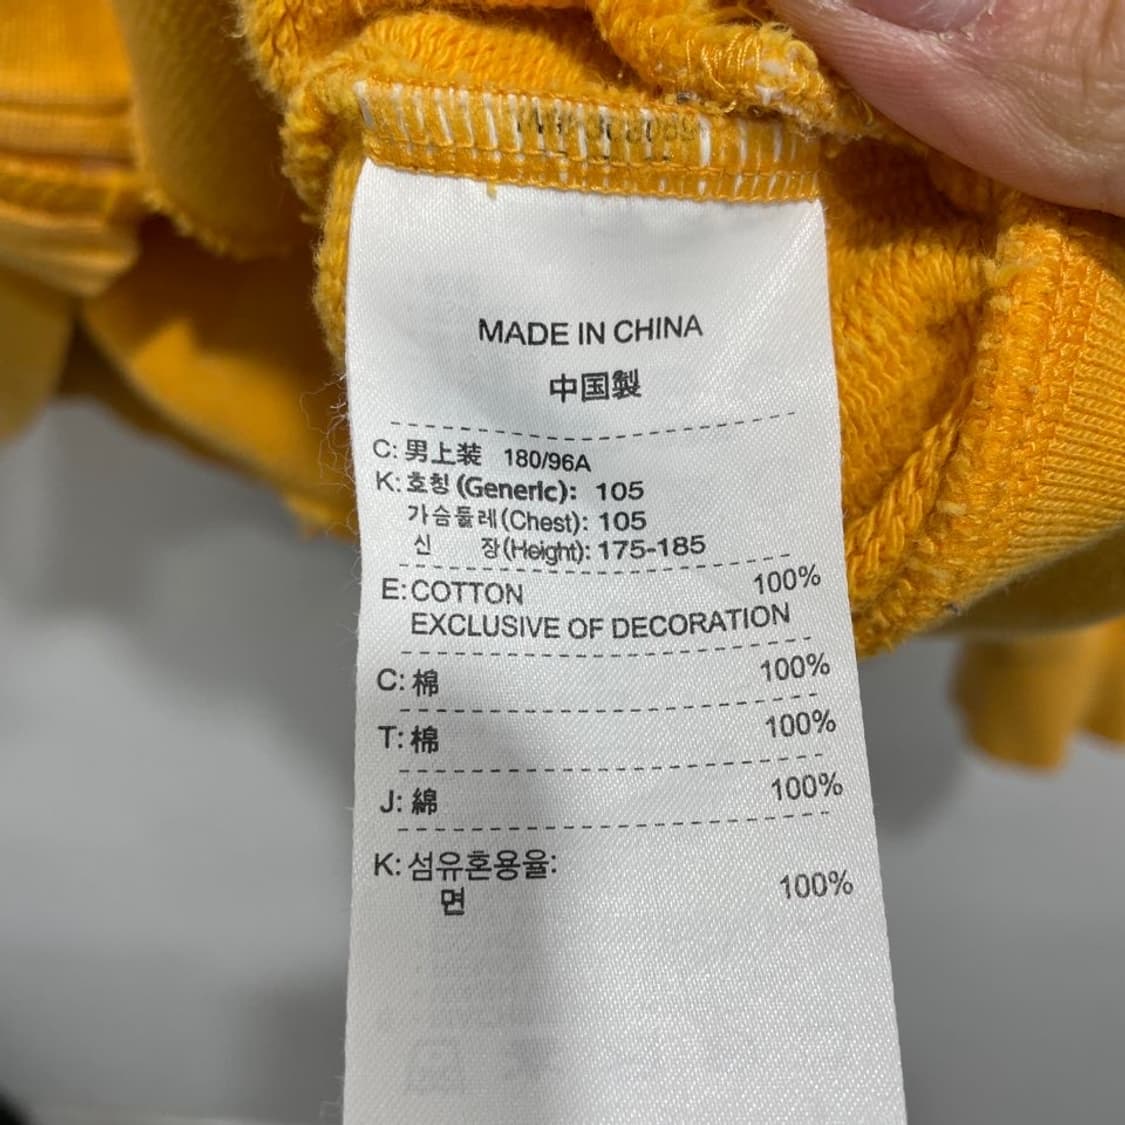 MADE IN CHINA
中国製
C: 男上装 180/96A
K: 호칭 (Generic): 105
가슴둘레(Chest): 105
신 장(Height): 175-185
E: COTTON 100%
EXCLUSIVE OF DECORATION
C: 棉 100%
T: 棉 100%
J: 綿 100%
K: 섬유혼용율:
면 100%